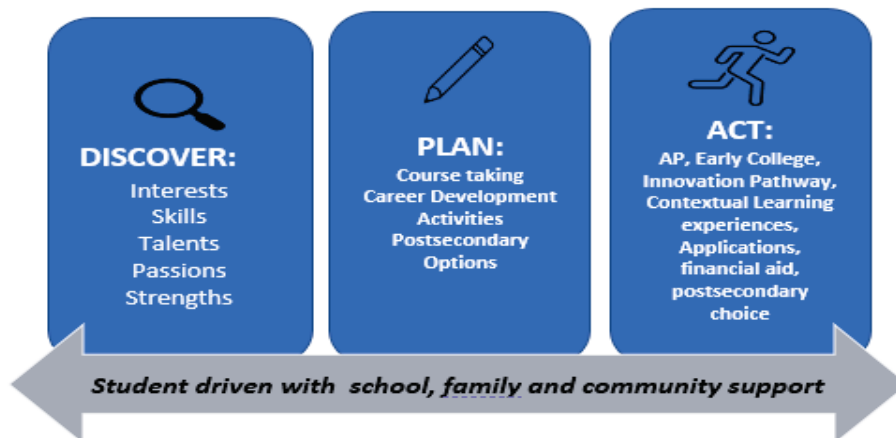 DISCOVER:
Interests
Skills
Talents
Passions
Strengths
PLAN:
Course taking
Career Development
Activities
Postsecondary
Options
ACT:
AP, Early College,
Innovation Pathway,
Contextual Learning
experiences,
Applications,
financial aid,
postsecondary
choice
Student driven with school, family and community support